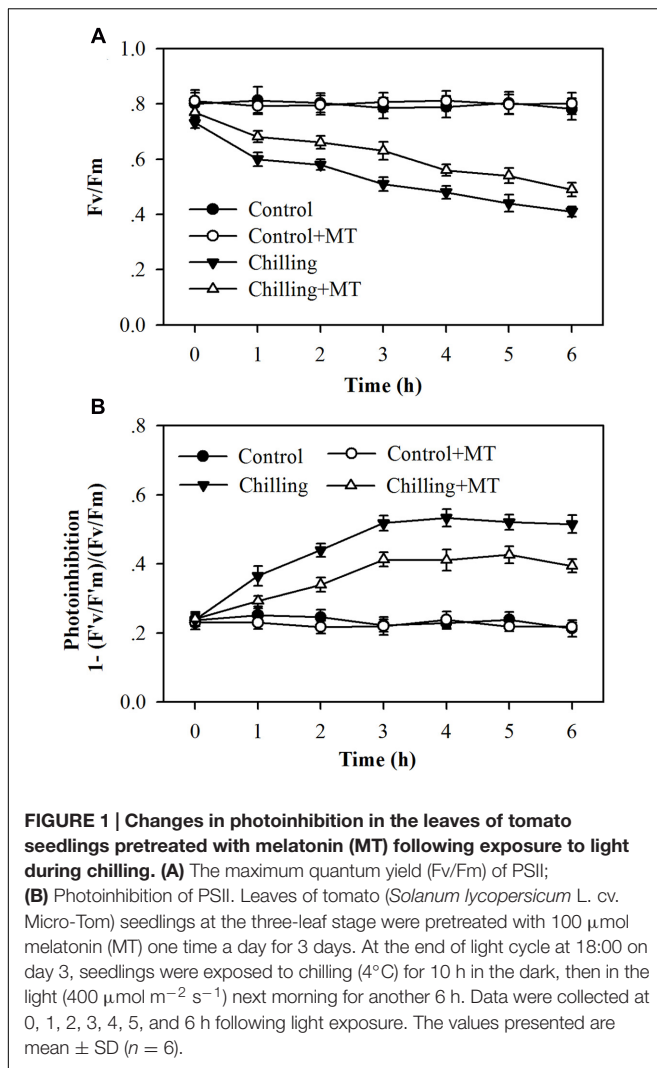 A
1.0
.8
.6
.4
.2
0.0
Fv/Fm
Control
Control+MT
Chilling
Chilling+MT
0 1 2 3 4 5 6
Time (h)
B
.8
.6
.4
.2
0.0
Photoinhibition
1- (F'v/F'm)/(Fv/Fm)
Control Control+MT
Chilling Chilling+MT
0 1 2 3 4 5 6
Time (h)
FIGURE 1 | Changes in photoinhibition in the leaves of tomato
seedlings pretreated with melatonin (MT) following exposure to light
during chilling. (A) The maximum quantum yield (Fv/Fm) of PSII;
(B) Photoinhibition of PSII. Leaves of tomato (Solanum lycopersicum L. cv.
Micro-Tom) seedlings at the three-leaf stage were pretreated with 100 μmol
melatonin (MT) one time a day for 3 days. At the end of light cycle at 18:00 on
day 3, seedlings were exposed to chilling (4°C) for 10 h in the dark, then in the
light (400 μmol m−2 s−1) next morning for another 6 h. Data were collected at
0, 1, 2, 3, 4, 5, and 6 h following light exposure. The values presented are
mean ± SD (n = 6).